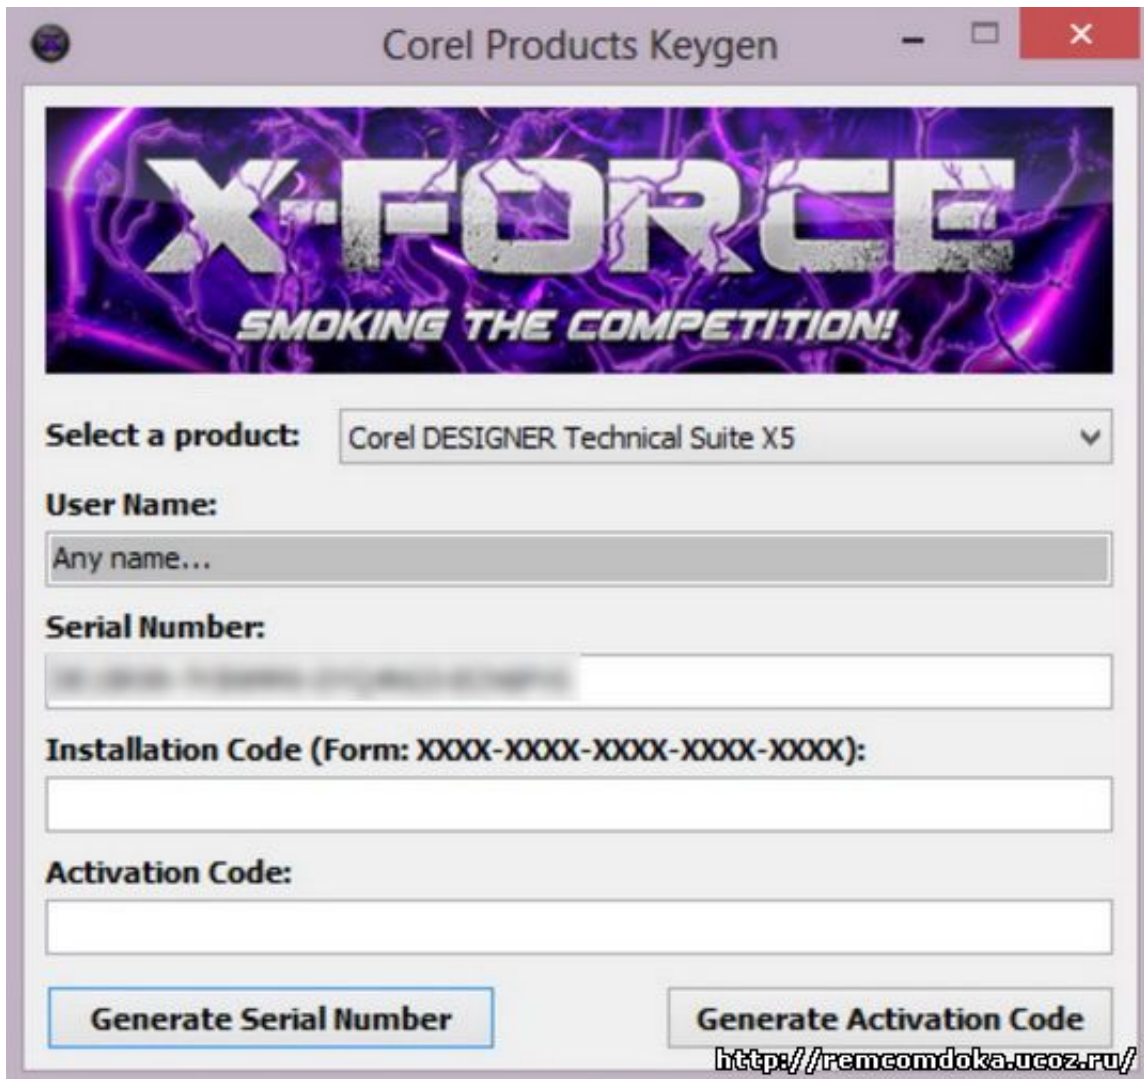 Corel Products Keygen
X-FORCE
SMOKING THE COMPETITION!
Select a product: Corel DESIGNER Technical Suite X5
User Name:
Any name...
Serial Number:
Installation Code (Form: XXXX-XXXX-XXXX-XXXX-XXXX):
Activation Code:
Generate Serial Number Generate Activation Code
http://remcomdoka.ucoz.ru/